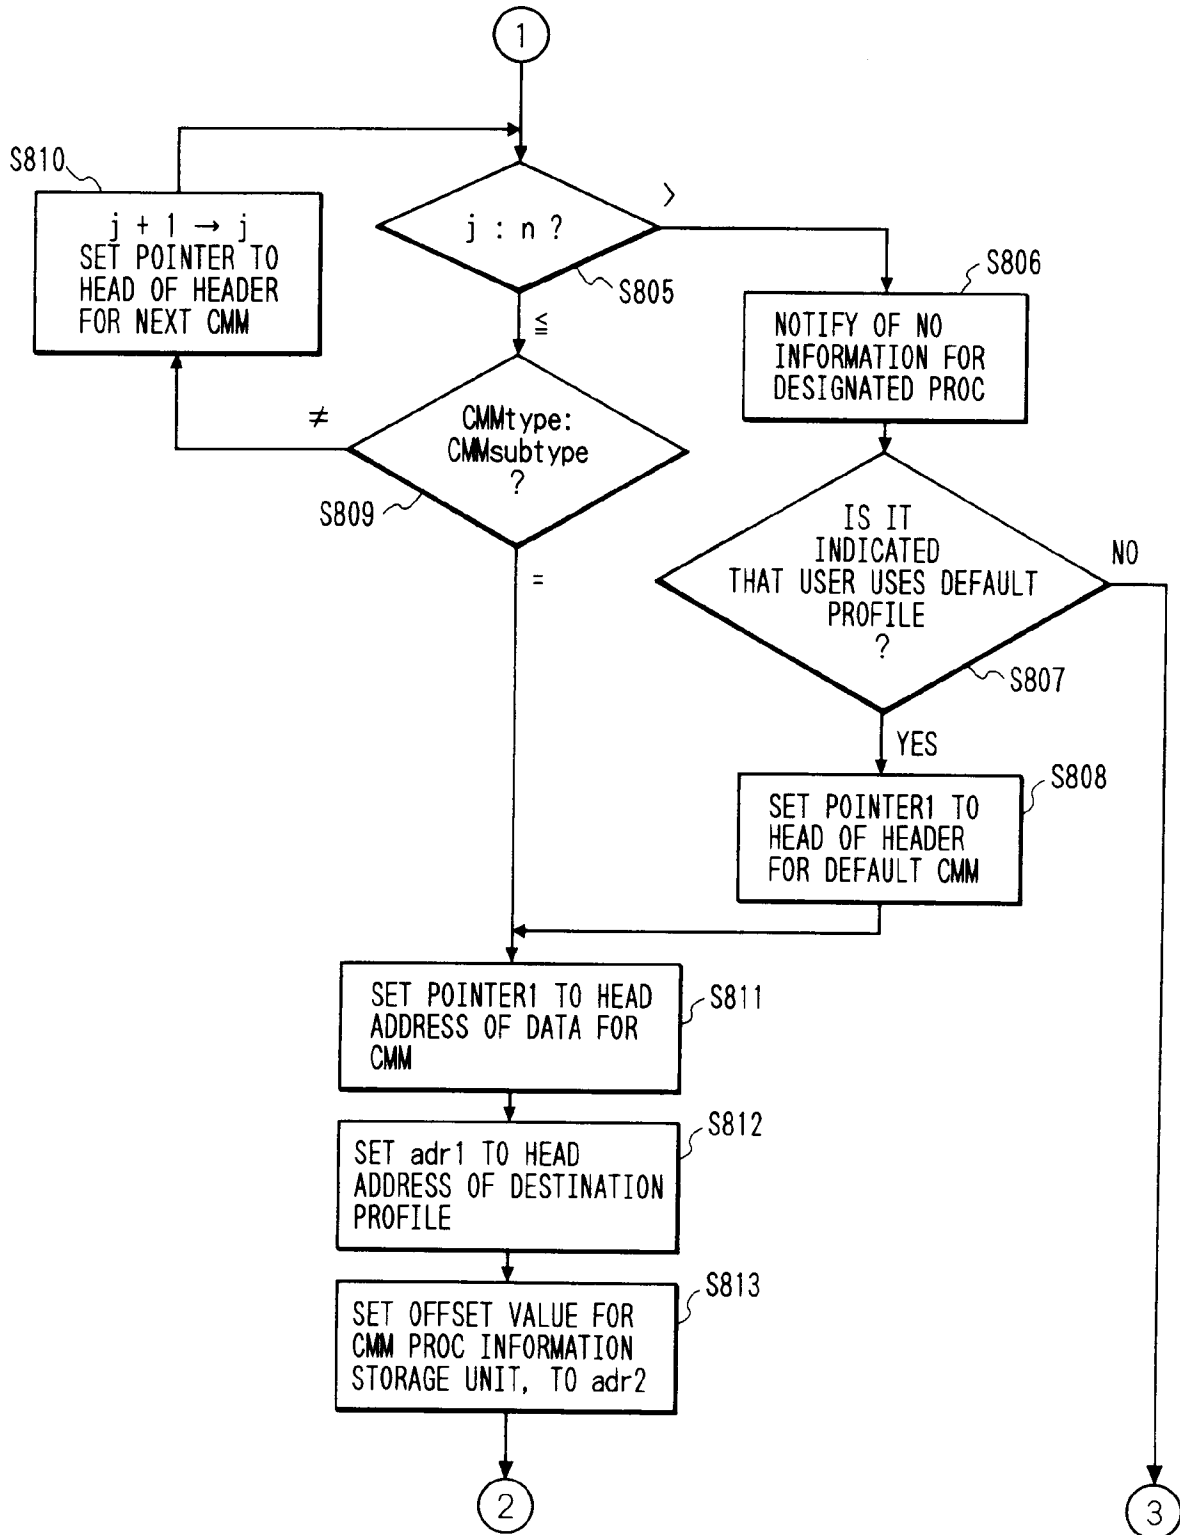 1
S810
j + 1 → j
SET POINTER TO
HEAD OF HEADER
FOR NEXT CMM
j : n ?
>
S805
≦
S806
NOTIFY OF NO
INFORMATION FOR
DESIGNATED PROC
≠
CMMtype:
CMMsubtype
?
S809
=
IS IT
INDICATED
THAT USER USES DEFAULT
PROFILE
?
NO
S807
YES
S808
SET POINTER1 TO
HEAD OF HEADER
FOR DEFAULT CMM
SET POINTER1 TO HEAD
ADDRESS OF DATA FOR
CMM
S811
SET adr1 TO HEAD
ADDRESS OF DESTINATION
PROFILE
S812
SET OFFSET VALUE FOR
CMM PROC INFORMATION
STORAGE UNIT, TO adr2
S813
2
3